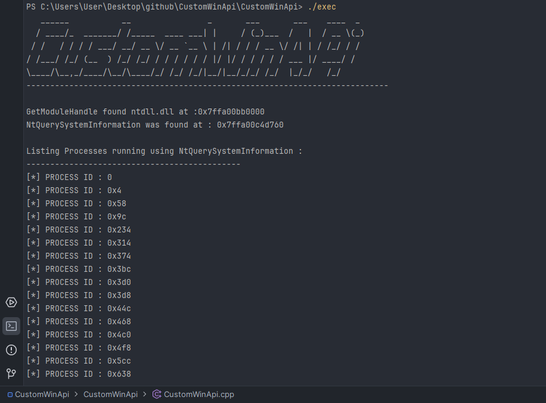 PS C:\Users\User\Desktop\github\CustomWinApi\CustomWinApi> ./exec
CustomWinApi
--------------------------------------------------------------------------
GetModuleHandle found ntdll.dll at :0x7ffa00bb0000
NtQuerySystemInformation was found at : 0x7ffa00c4d760
Listing Processes running using NtQuerySystemInformation :
--------------------------------------------
[*] PROCESS ID : 0
[*] PROCESS ID : 0x4
[*] PROCESS ID : 0x58
[*] PROCESS ID : 0x9c
[*] PROCESS ID : 0x234
[*] PROCESS ID : 0x314
[*] PROCESS ID : 0x374
[*] PROCESS ID : 0x3bc
[*] PROCESS ID : 0x3d0
[*] PROCESS ID : 0x3d8
[*] PROCESS ID : 0x44c
[*] PROCESS ID : 0x468
[*] PROCESS ID : 0x4c0
[*] PROCESS ID : 0x4f8
[*] PROCESS ID : 0x5cc
[*] PROCESS ID : 0x638
CustomWinApi > CustomWinApi > CustomWinApi.cpp